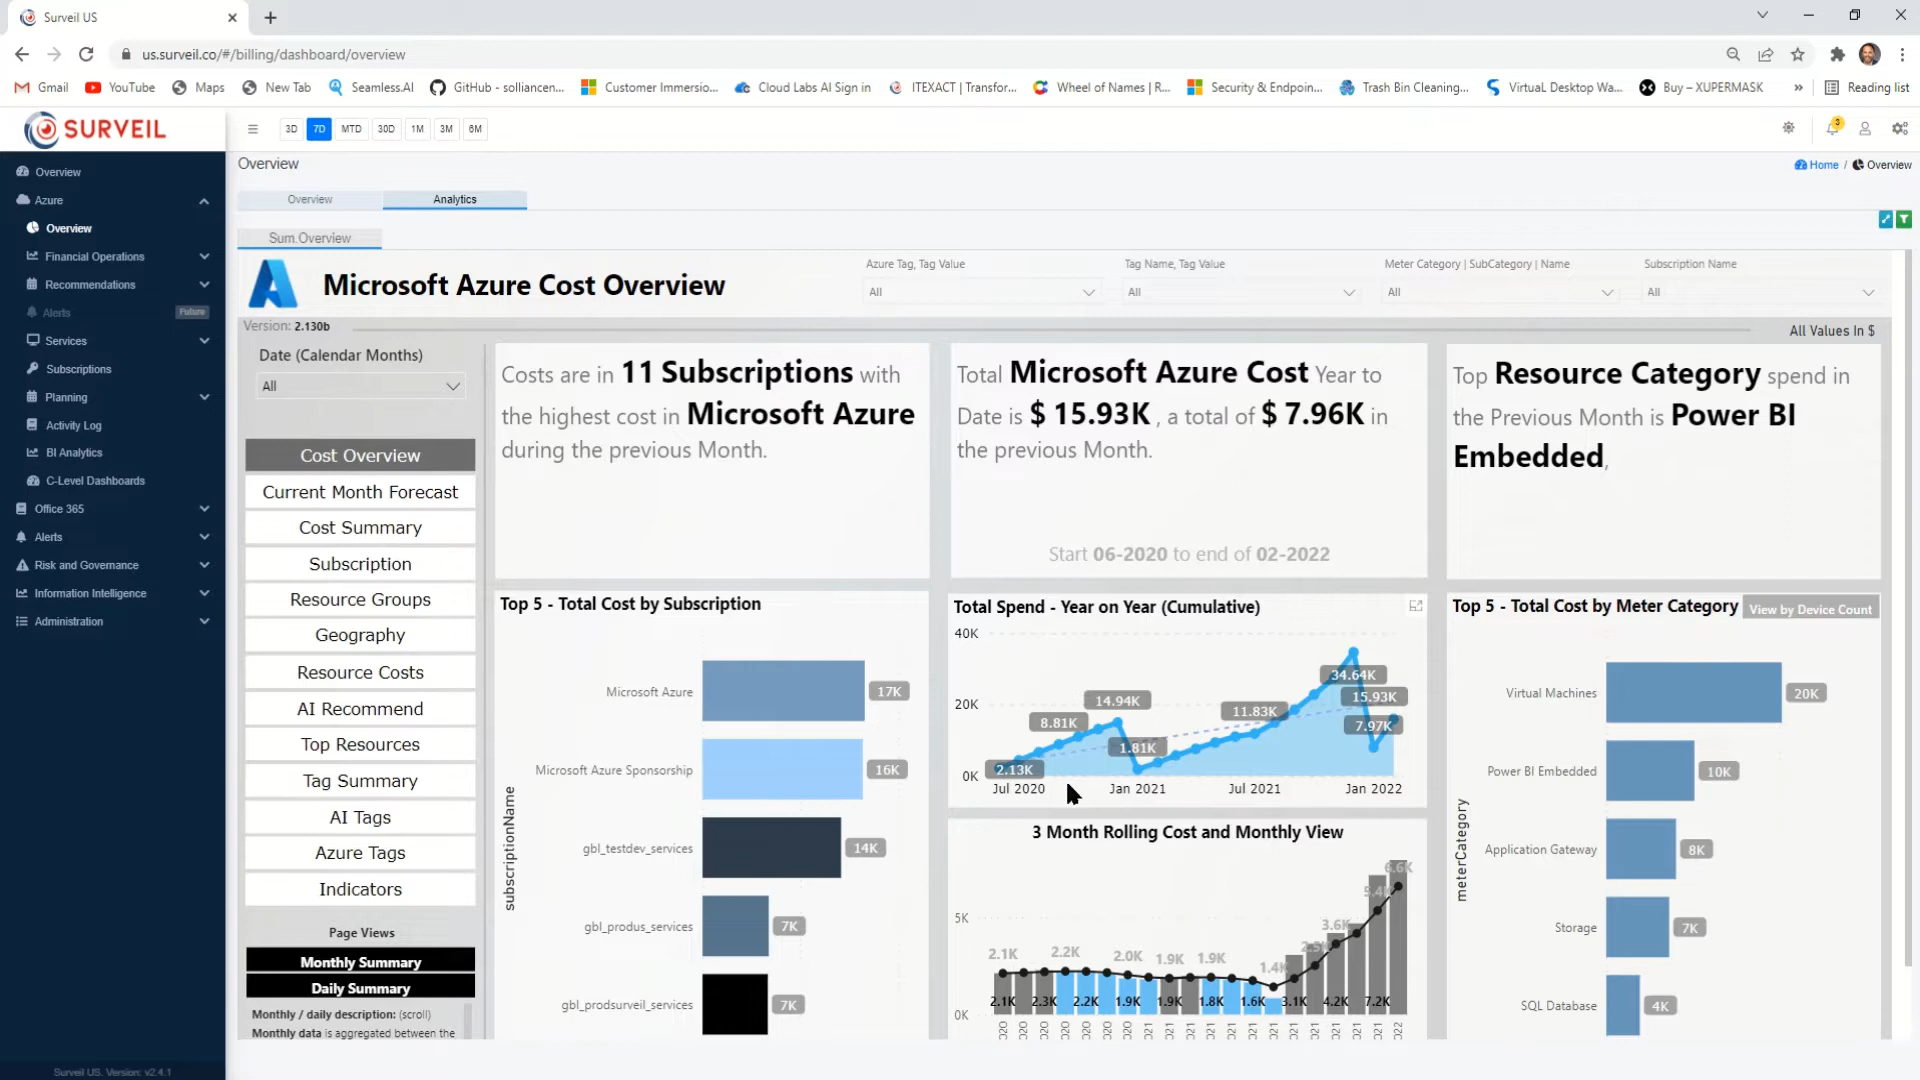 Surveil US
us.surveil.co/#/billing/dashboard/overview
Gmail YouTube Maps New Tab Seamless.AI GitHub - solliancen... Customer Immersio... Cloud Labs AI Sign in ITEXACT | Transfor... Wheel of Names | R... Security & Endpoin... Trash Bin Cleaning,... VirtuaL Desktop Wa... Buy – XUPERMASK » Reading list
SURVEIL
3D 7D MTD 30D 1M 3M 6M
3
Overview
Azure
Overview
Financial Operations
Recommendations
Alerts Future
Services
Subscriptions
Planning
Activity Log
BI Analytics
C-Level Dashboards
Office 365
Alerts
Risk and Governance
Information Intelligence
Administration
Surveil US. Version: v2.4.1
Overview
Home / Overview
Overview Analytics
Sum.Overview
Microsoft Azure Cost Overview
Azure Tag, Tag Value
All
Tag Name, Tag Value
All
Meter Category | SubCategory | Name
All
Subscription Name
All
Version: 2.130b
All Values In $
Date (Calendar Months)
All
Cost Overview
Current Month Forecast
Cost Summary
Subscription
Resource Groups
Geography
Resource Costs
AI Recommend
Top Resources
Tag Summary
AI Tags
Azure Tags
Indicators
Page Views
Monthly Summary
Daily Summary
Monthly / daily description: (scroll)
Monthly data is aggregated between the
Costs are in 11 Subscriptions with
the highest cost in Microsoft Azure
during the previous Month.
Total Microsoft Azure Cost Year to
Date is $ 15.93K , a total of $ 7.96K in
the previous Month.
Start 06-2020 to end of 02-2022
Top Resource Category spend in
the Previous Month is Power BI
Embedded,
Top 5 - Total Cost by Subscription
subscriptionName
Microsoft Azure 17K
Microsoft Azure Sponsorship 16K
gbl_testdev_services 14K
gbl_produs_services 7K
gbl_prodsurveil_services 7K
Total Spend - Year on Year (Cumulative)
40K
20K
0K
2.13K 8.81K 14.94K 1.81K 11.83K 34.64K 15.93K 7.97K
Jul 2020 Jan 2021 Jul 2021 Jan 2022
3 Month Rolling Cost and Monthly View
5K
0K
2.1K 2.2K 2.0K 1.9K 1.9K 1.4K 3.6K
2.1K 2.3K 2.2K 1.9K 1.9K 1.8K 1.6K 3.1K 4.2K 7.2K
Top 5 - Total Cost by Meter Category View by Device Count
meterCategory
Virtual Machines 20K
Power BI Embedded 10K
Application Gateway 8K
Storage 7K
SQL Database 4K